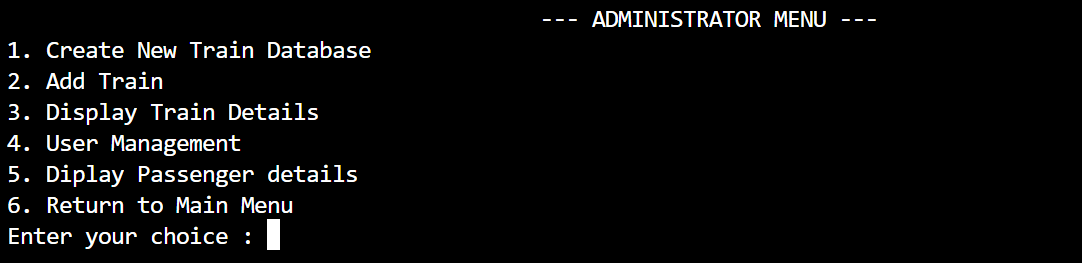 --- ADMINISTRATOR MENU ---
1. Create New Train Database
2. Add Train
3. Display Train Details
4. User Management
5. Diplay Passenger details
6. Return to Main Menu
Enter your choice :